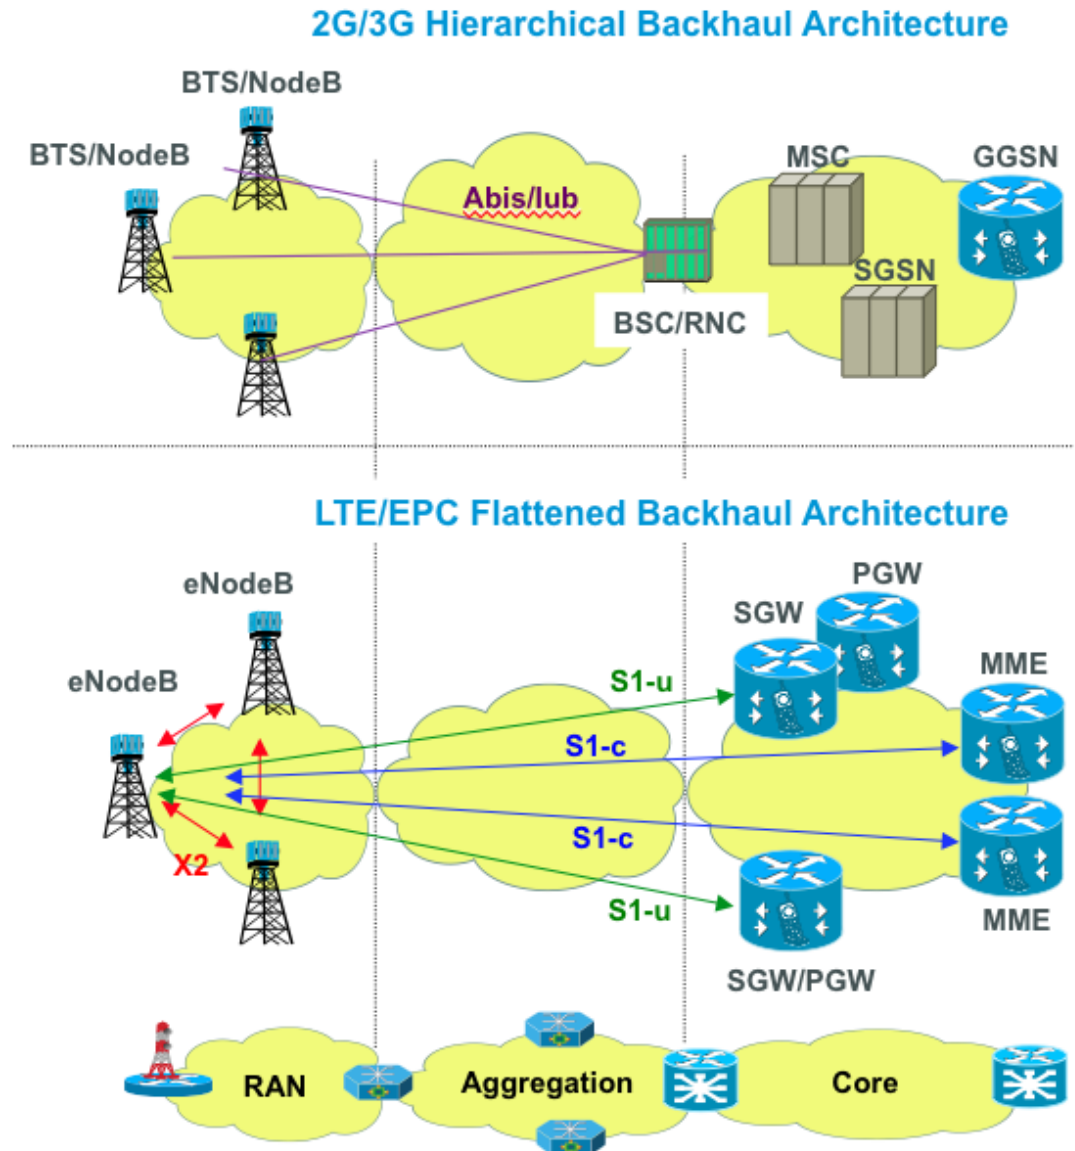 2G/3G Hierarchical Backhaul Architecture
BTS/NodeB
BTS/NodeB
MSC
GGSN
Abis/lub
SGSN
BSC/RNC
LTE/EPC Flattened Backhaul Architecture
PGW
eNodeB
SGW
MME
eNodeB
S1-u
S1-c
S1-c
X2
S1-u
MME
SGW/PGW
RAN
Aggregation
Core